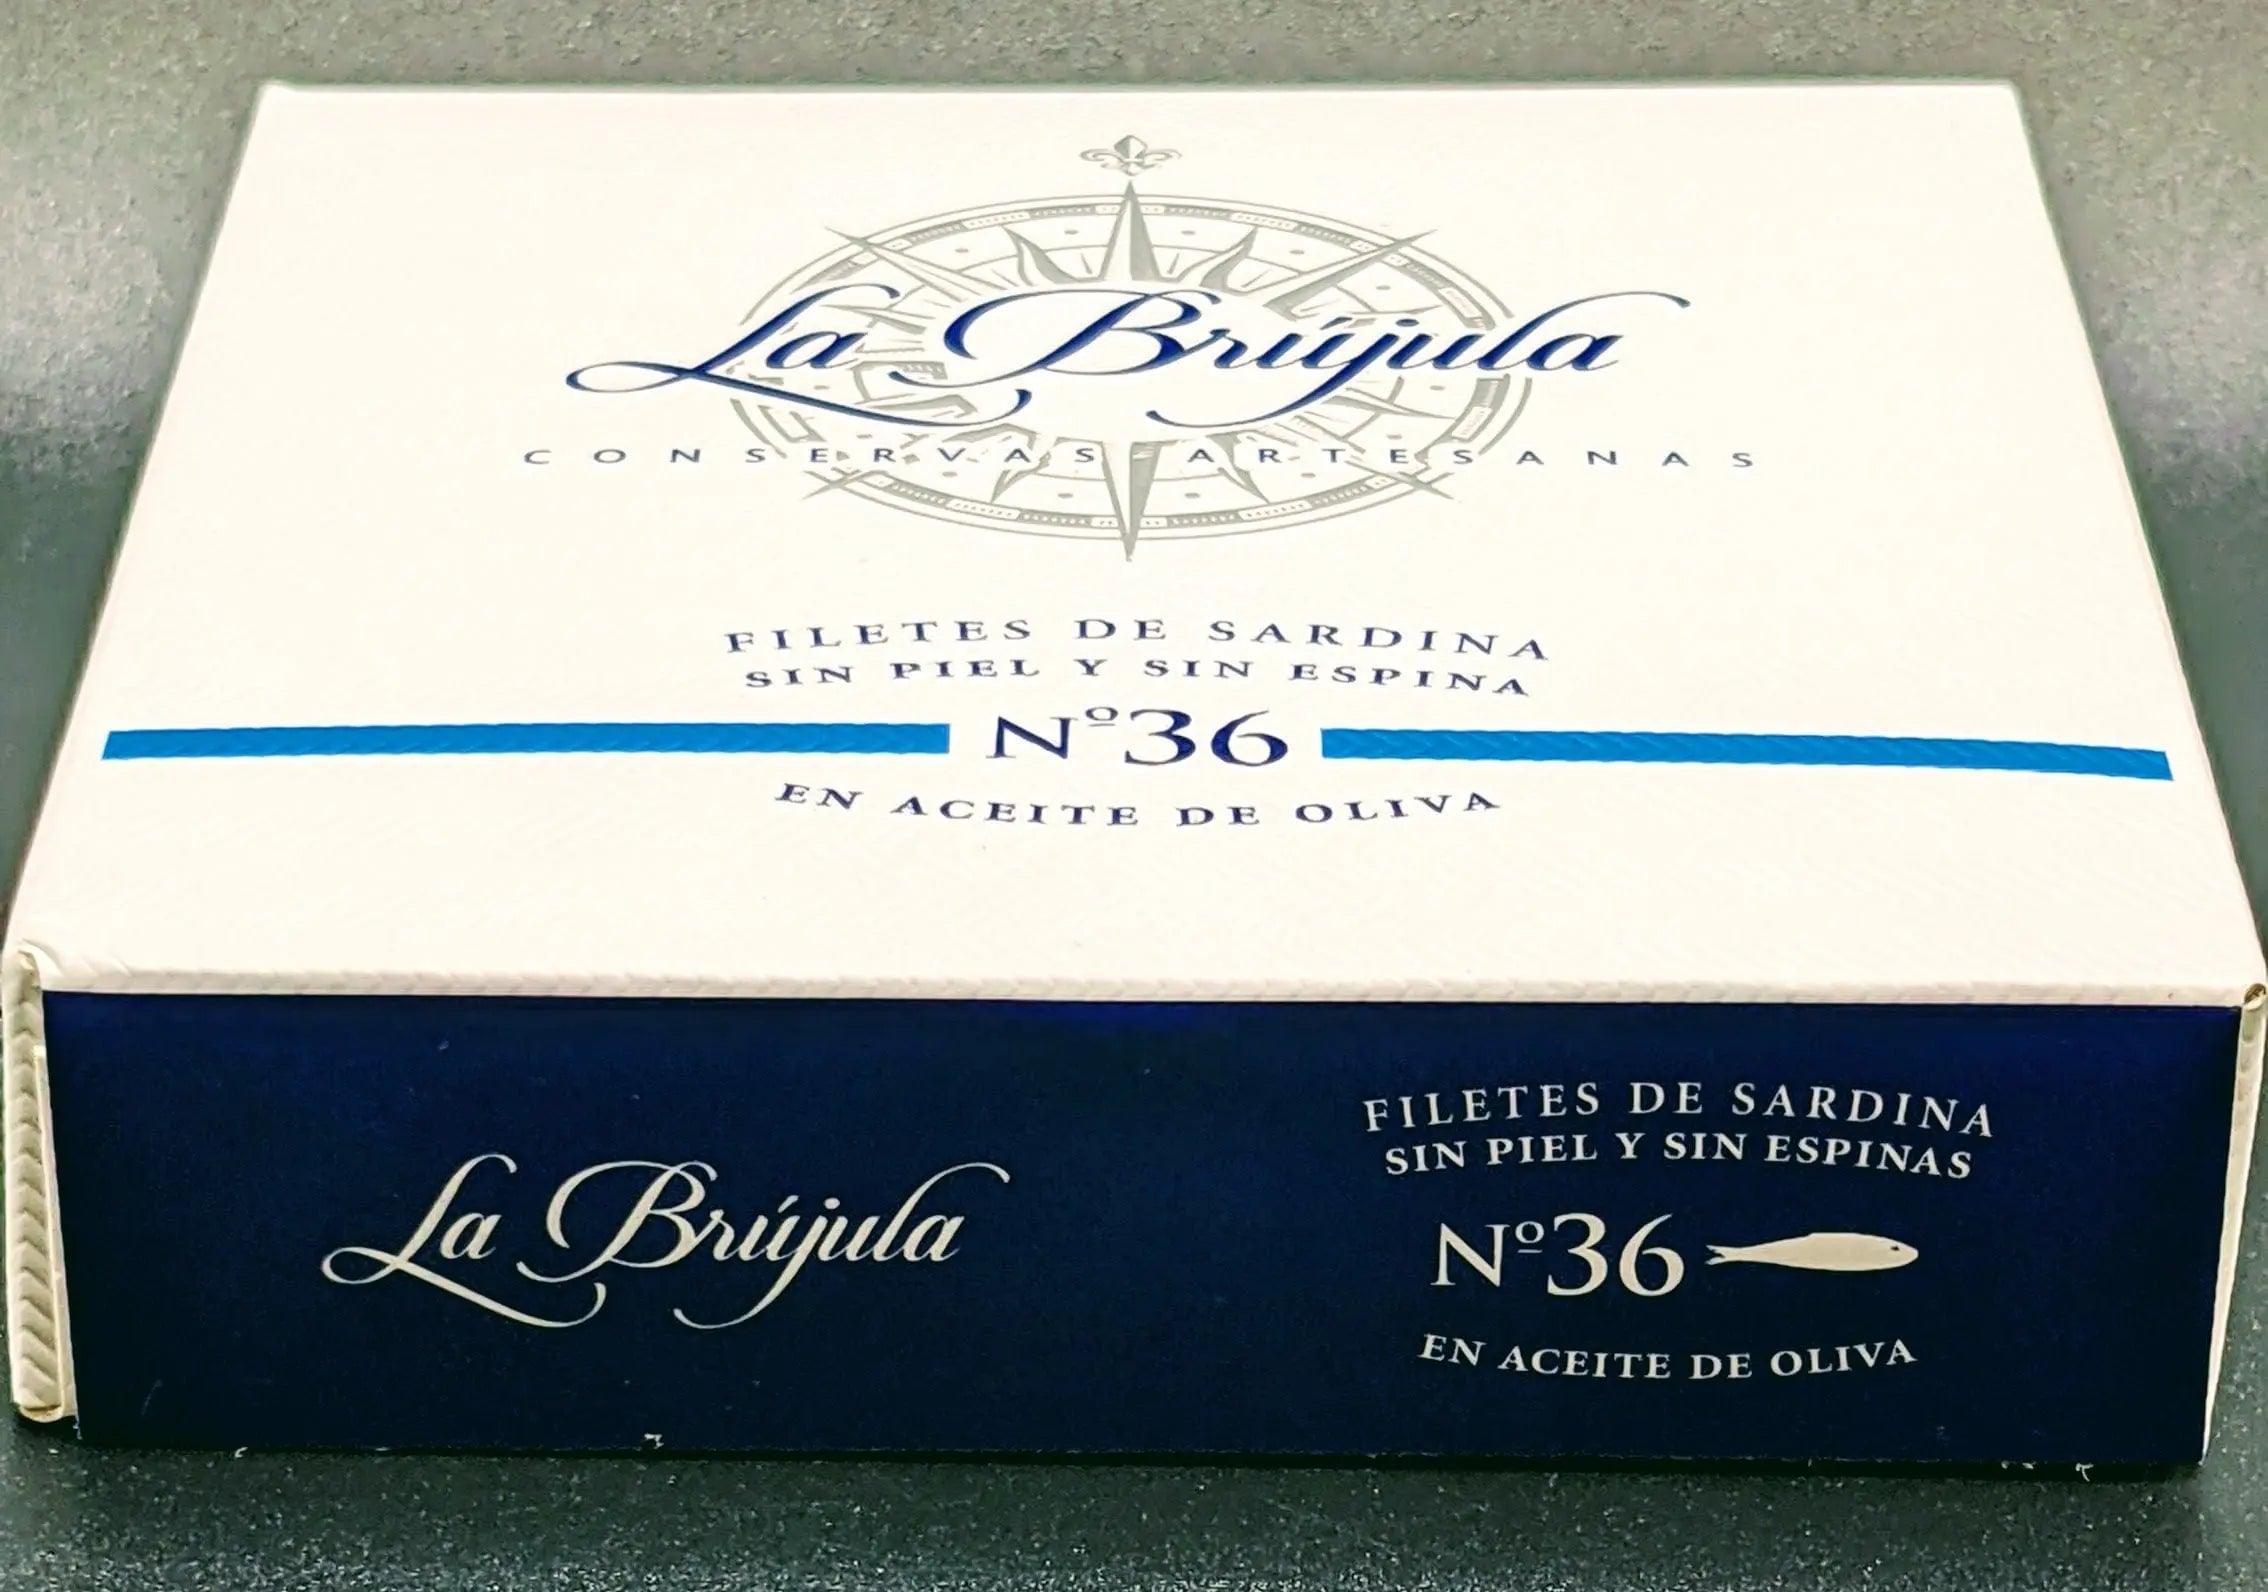 La Brújula
CONSERVAS ARTESANAS
FILETES DE SARDINA
SIN PIEL Y SIN ESPINA
Nº36
EN ACEITE DE OLIVA
La Brújula
FILETES DE SARDINA
SIN PIEL Y SIN ESPINAS
Nº36
EN ACEITE DE OLIVA